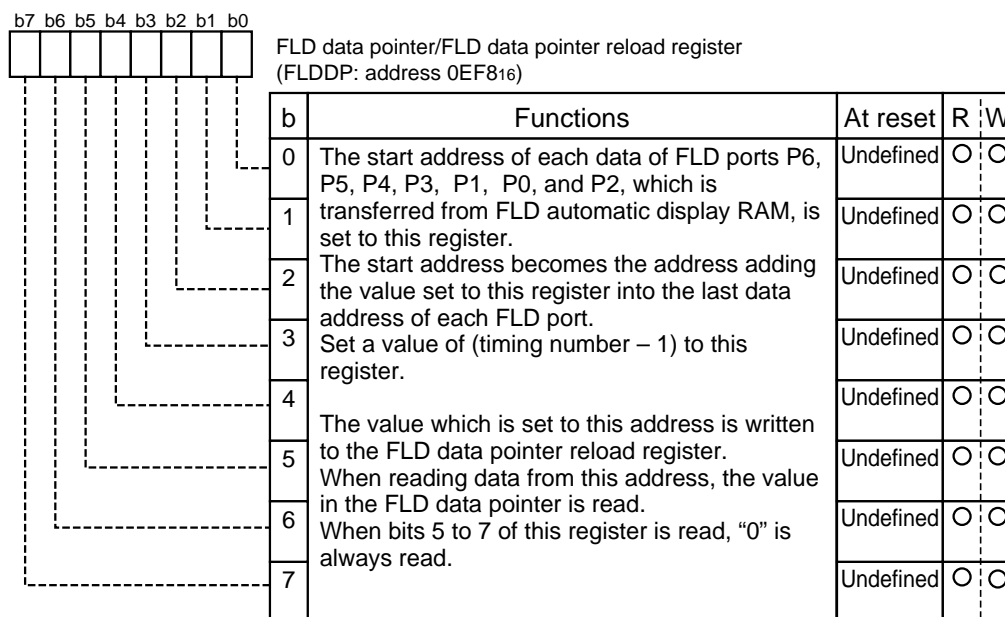 b7 b6 b5 b4 b3 b2 b1 b0
FLD data pointer/FLD data pointer reload register
(FLDDP: address 0EF816)
b Functions At reset R W
0 The start address of each data of FLD ports P6, Undefined
P5, P4, P3, P1, P0, and P2, which is
1 transferred from FLD automatic display RAM, is Undefined
set to this register.
The start address becomes the address adding
2 the value set to this register into the last data Undefined
address of each FLD port.
3 Set a value of (timing number – 1) to this Undefined
register.
4 Undefined
The value which is set to this address is written
5 to the FLD data pointer reload register. Undefined
When reading data from this address, the value
in the FLD data pointer is read.
6 When bits 5 to 7 of this register is read, “0” is Undefined
always read.
7 Undefined